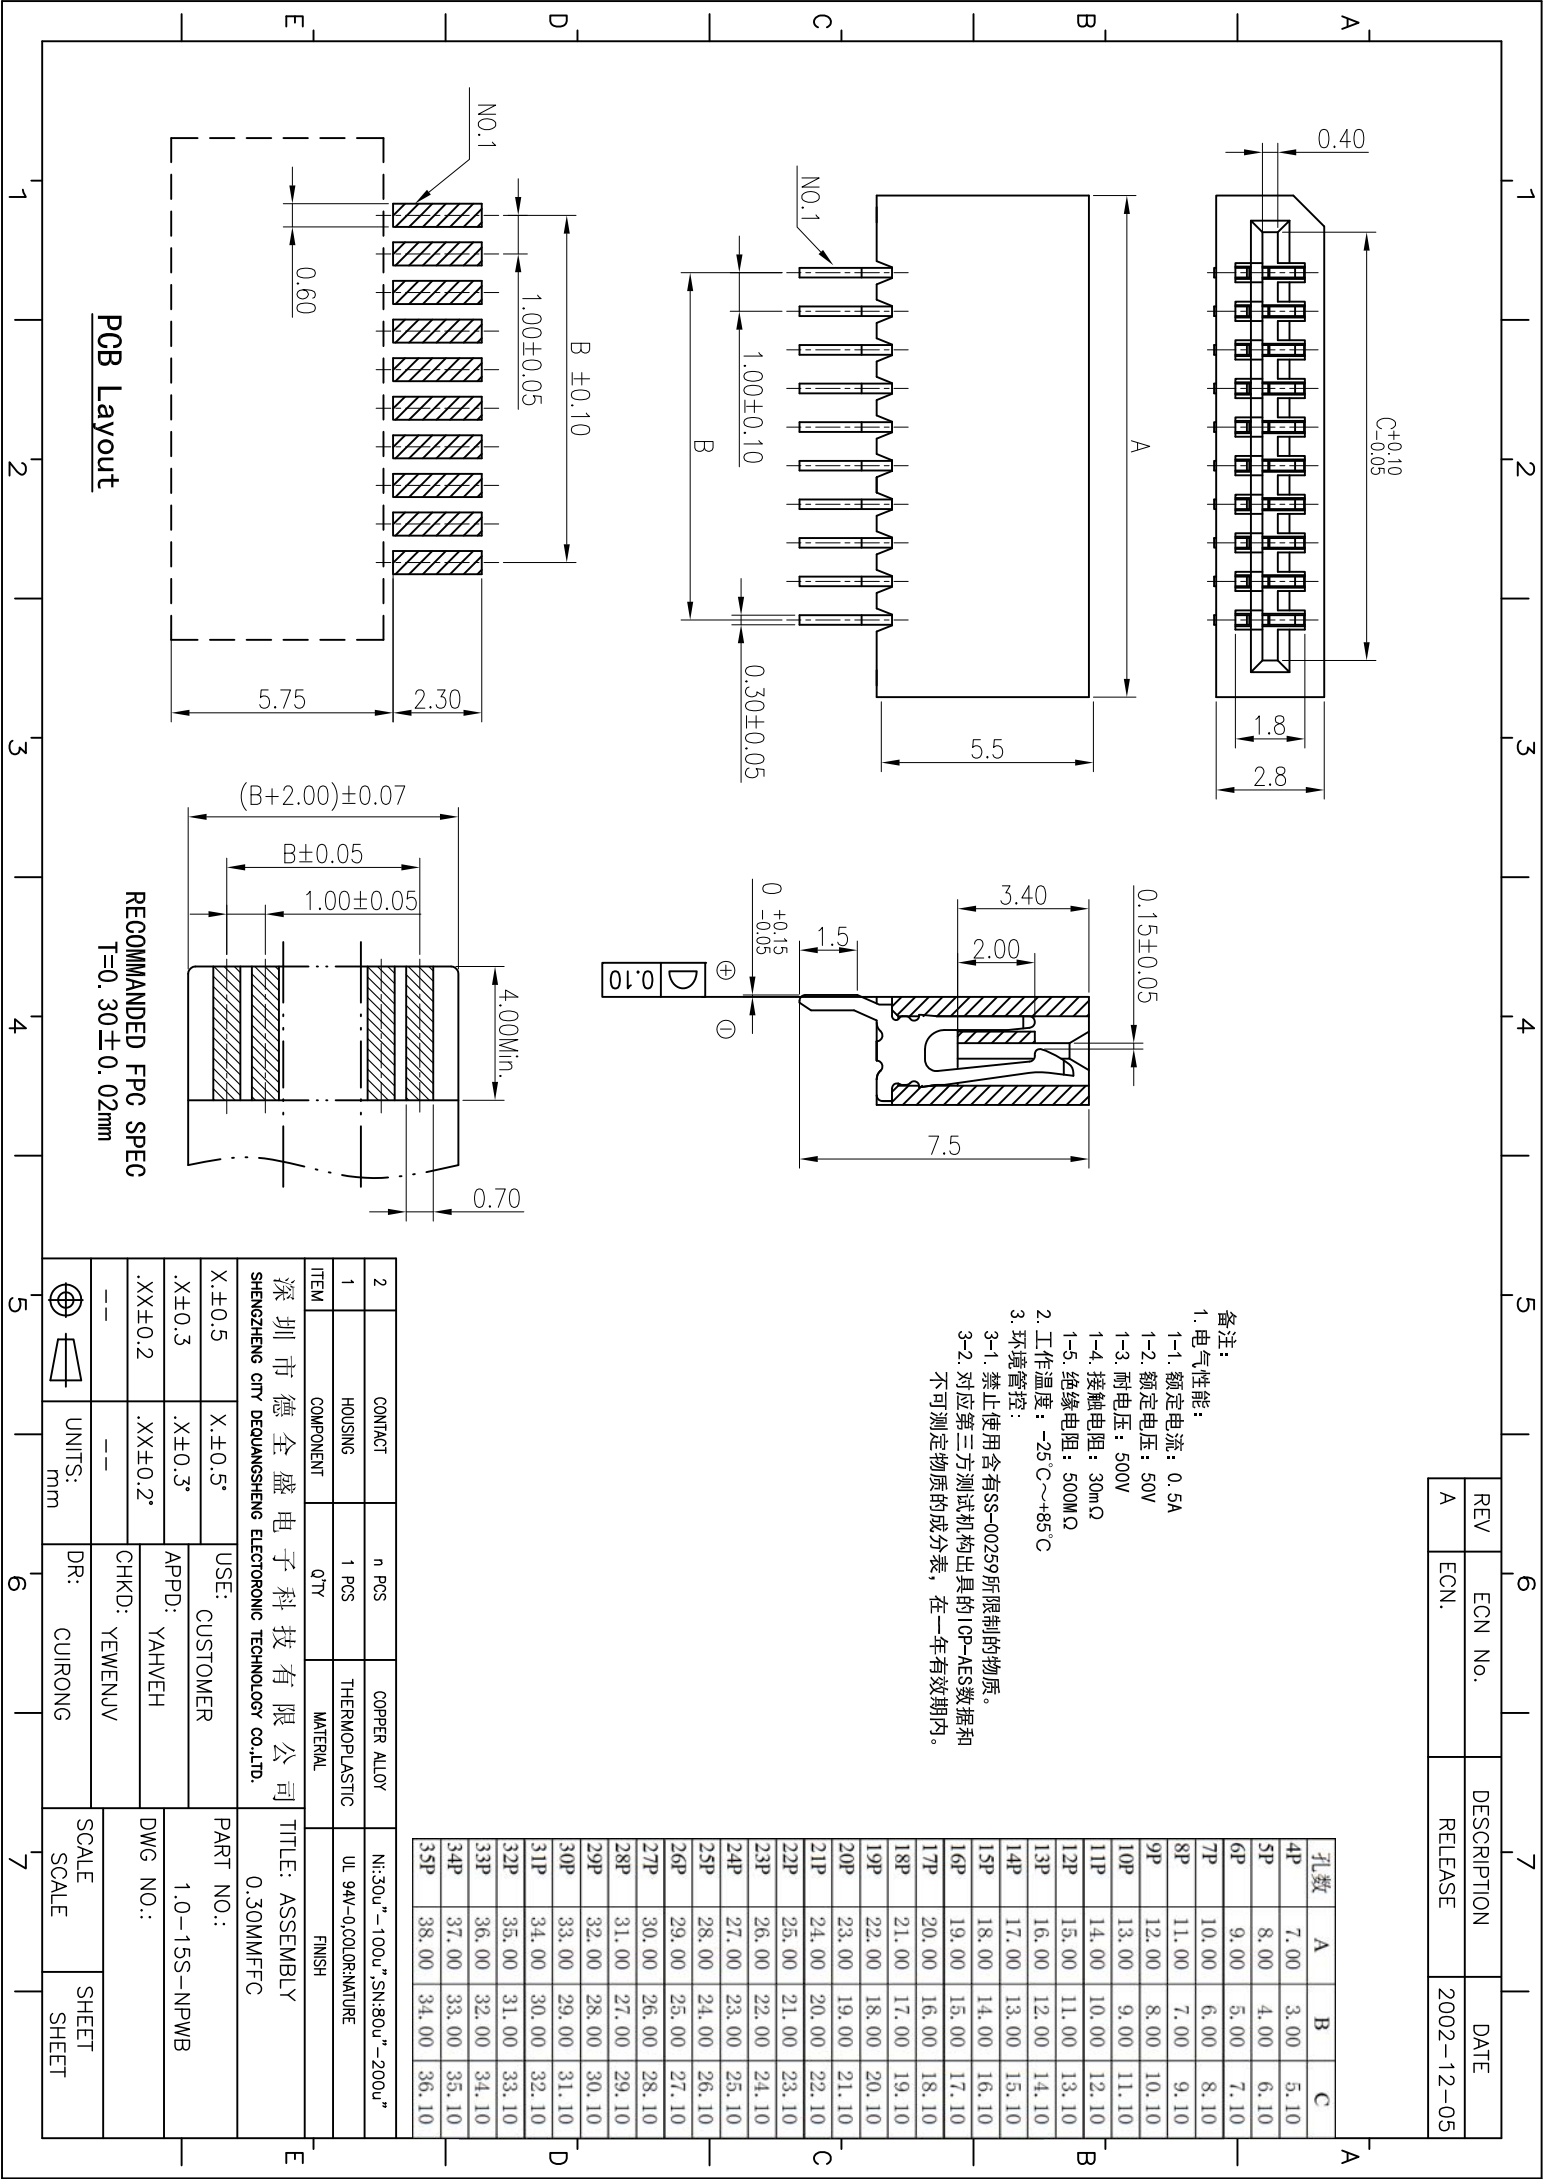 1
2
3
4
5
6
7
A
B
C
D
E
REV ECN No. DESCRIPTION DATE
A ECN. RELEASE 2002-12-05
0.40
C+0.10
-0.05
1.8
2.8
A
NO.1
1.00±0.10
B
0.30±0.05
5.5
0.15±0.05
3.40
2.00
1.5
0 +0.15
-0.05
0.10
7.5
备注:
1. 电气性能:
1-1. 额定电流: 0.5A
1-2. 额定电压: 50V
1-3. 耐电压: 500V
1-4. 接触电阻: 30mΩ
1-5. 绝缘电阻: 500MΩ
2. 工作温度: -25℃~+85℃
3. 环境管控:
3-1. 禁止使用含有SS-00259所限制的物质。
3-2. 对应第三方测试机构出具的ICP-AES数据和
不可测定物质的成分表, 在一年有效期内。
孔数 A B C
4P 7.00 3.00 5.10
5P 8.00 4.00 6.10
6P 9.00 5.00 7.10
7P 10.00 6.00 8.10
8P 11.00 7.00 9.10
9P 12.00 8.00 10.10
10P 13.00 9.00 11.10
11P 14.00 10.00 12.10
12P 15.00 11.00 13.10
13P 16.00 12.00 14.10
14P 17.00 13.00 15.10
15P 18.00 14.00 16.10
16P 19.00 15.00 17.10
17P 20.00 16.00 18.10
18P 21.00 17.00 19.10
19P 22.00 18.00 20.10
20P 23.00 19.00 21.10
21P 24.00 20.00 22.10
22P 25.00 21.00 23.10
23P 26.00 22.00 24.10
24P 27.00 23.00 25.10
25P 28.00 24.00 26.10
26P 29.00 25.00 27.10
27P 30.00 26.00 28.10
28P 31.00 27.00 29.10
29P 32.00 28.00 30.10
30P 33.00 29.00 31.10
31P 34.00 30.00 32.10
32P 35.00 31.00 33.10
33P 36.00 32.00 34.10
34P 37.00 33.00 35.10
35P 38.00 34.00 36.10
B ±0.10
1.00±0.05
NO.1
0.60
2.30
5.75
PCB Layout
(B+2.00)±0.07
B±0.05
1.00±0.05
4.00Min.
0.70
RECOMMANDED FPC SPEC
T=0.30±0.02mm
2 CONTACT n PCS COPPER ALLOY Ni:30u"-100u",SN:80u"-200u"
1 HOUSING 1 PCS THERMOPLASTIC UL 94V-0,COLOR:NATURE
ITEM COMPONENT Q'TY MATERIAL FINISH
深圳市德全盛电子科技有限公司
SHENGZHENG CITY DEQUANGSHENG ELECTORONIC TECHNOLOGY CO.,LTD.
TITLE: ASSEMBLY
0.30MMFFC
X.±0.5 X.±0.5°
.X±0.3 .X±0.3°
.XX±0.2 .XX±0.2°
-- --
UNITS:
mm
USE: CUSTOMER
APPD: YAHVEH
CHKD: YEWENJV
DR: CUIRONG
PART NO.:
1.0-15S-NPWB
DWG NO.:
SCALE SHEET
SCALE SHEET
1
2
3
4
5
6
7
A
B
C
D
E